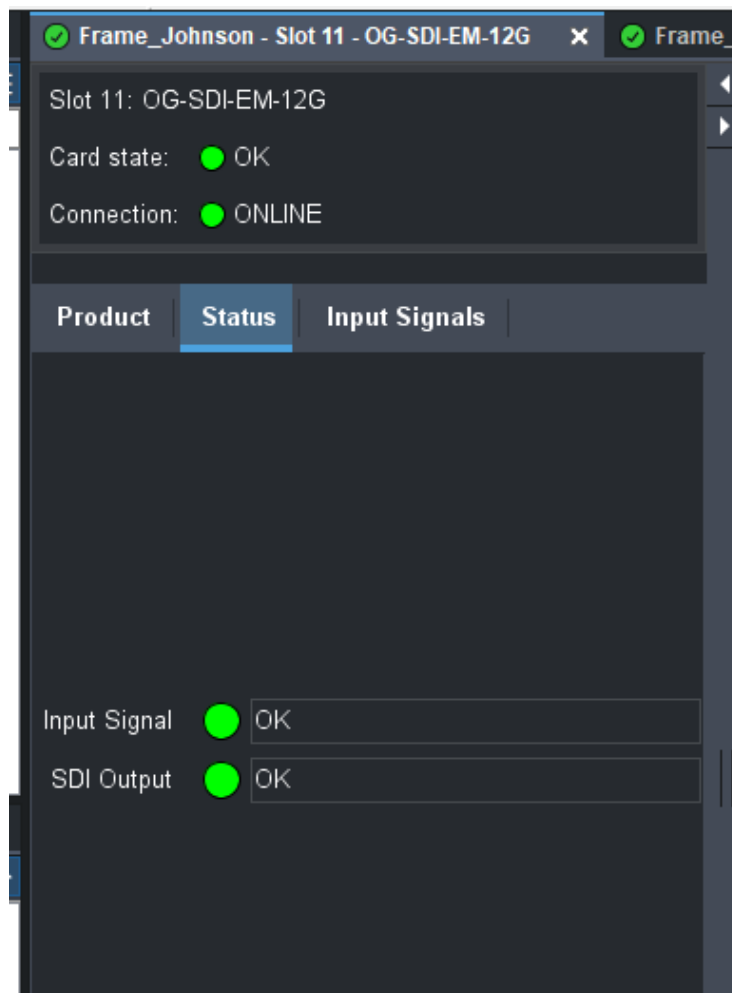 Frame_Johnson - Slot 11 - OG-SDI-EM-12G Frame_
Slot 11: OG-SDI-EM-12G
Card state: OK
Connection: ONLINE
Product Status Input Signals
Input Signal OK
SDI Output OK